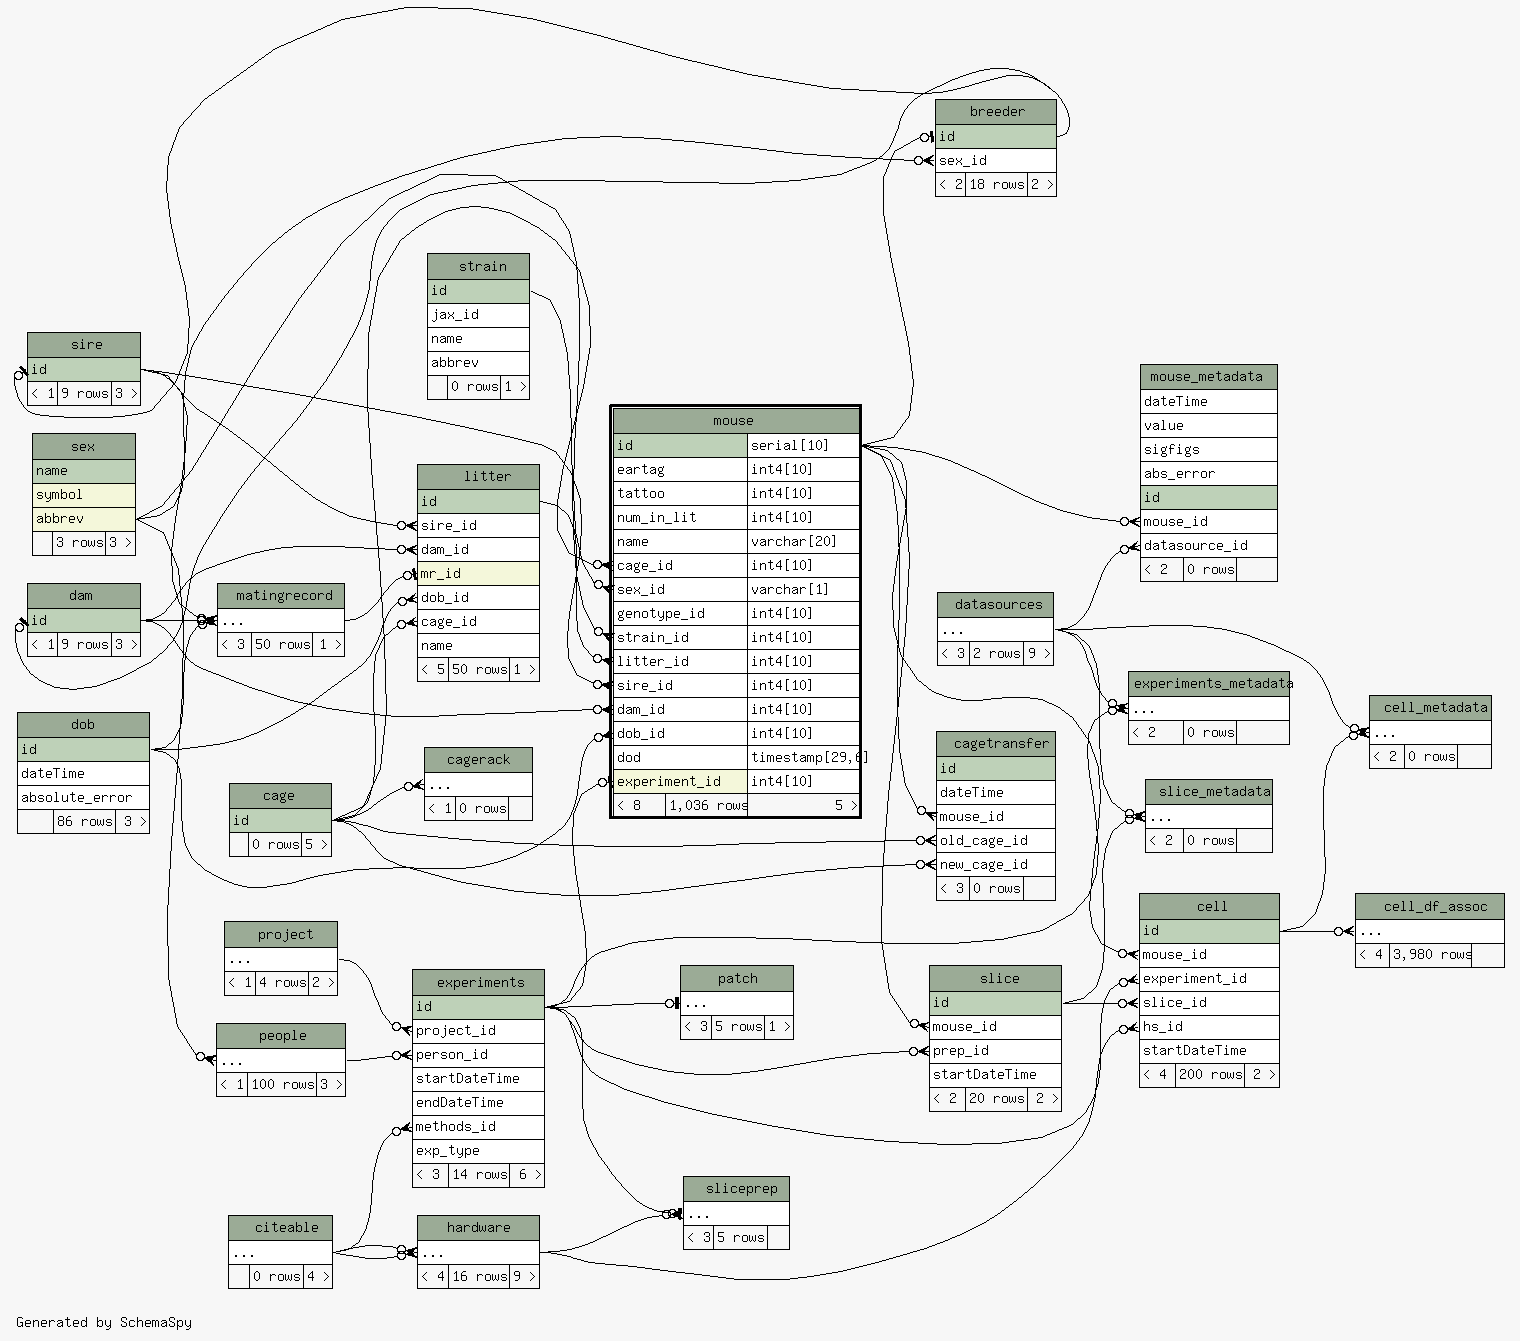 breeder
id
sex_id
< 2 18 rows 2 >
strain
id
jax_id
name
abbrev
0 rows 1 >
sire
id
< 1 9 rows 3 >
sex
name
symbol
abbrev
3 rows 3 >
litter
id
sire_id
dam_id
mr_id
dob_id
cage_id
name
< 5 50 rows 1 >
mouse
id serial[10]
eartag int4[10]
tattoo int4[10]
num_in_lit int4[10]
name varchar[20]
cage_id int4[10]
sex_id varchar[1]
genotype_id int4[10]
strain_id int4[10]
litter_id int4[10]
sire_id int4[10]
dam_id int4[10]
dob_id int4[10]
dod timestamp[29,6]
experiment_id int4[10]
< 8 1,036 rows 5 >
mouse_metadata
dateTime
value
sigfigs
abs_error
id
mouse_id
datasource_id
< 2 0 rows
dam
id
< 1 9 rows 3 >
matingrecord
...
< 3 50 rows 1 >
datasources
...
< 3 2 rows 9 >
experiments_metadata
...
< 2 0 rows
cell_metadata
...
< 2 0 rows
dob
id
dateTime
absolute_error
86 rows 3 >
cage
id
0 rows 5 >
cagerack
...
< 1 0 rows
cagetransfer
id
dateTime
mouse_id
old_cage_id
new_cage_id
< 3 0 rows
slice_metadata
...
< 2 0 rows
cell
id
mouse_id
experiment_id
slice_id
hs_id
startDateTime
< 4 200 rows 2 >
cell_df_assoc
...
< 4 3,980 rows
project
...
< 1 4 rows 2 >
people
...
< 1 100 rows 3 >
experiments
id
project_id
person_id
startDateTime
endDateTime
methods_id
exp_type
< 3 14 rows 6 >
patch
...
< 3 5 rows 1 >
slice
id
mouse_id
prep_id
startDateTime
< 2 20 rows 2 >
sliceprep
...
< 3 5 rows
citeable
...
0 rows 4 >
hardware
...
< 4 16 rows 9 >
Generated by SchemaSpy